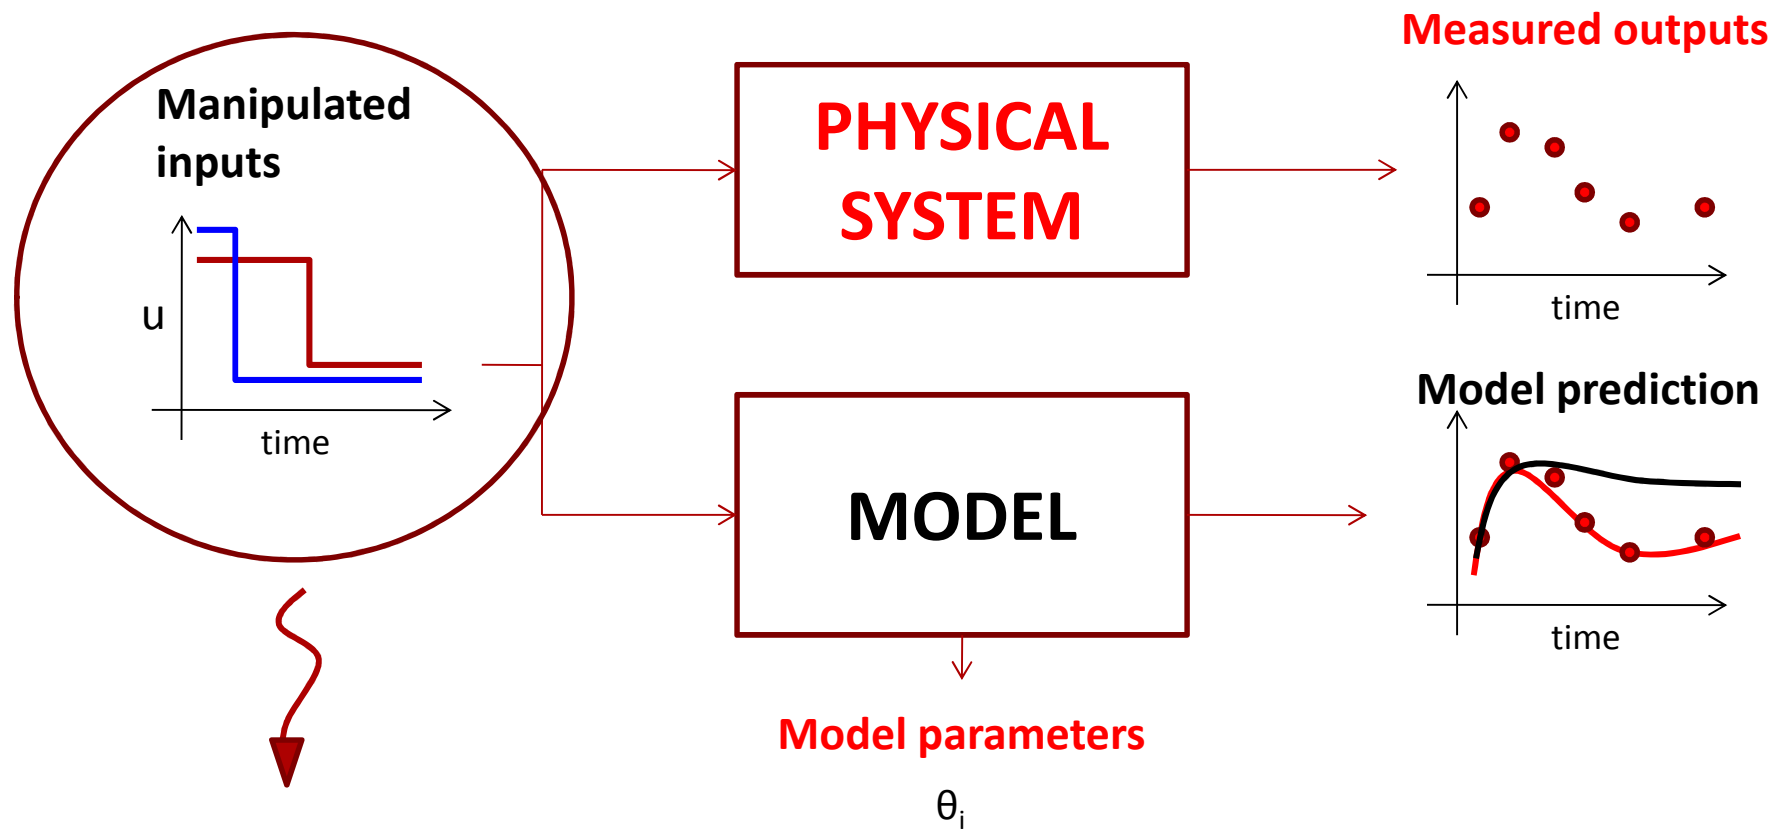 Measured outputs
Manipulated
inputs
PHYSICAL
SYSTEM
u
time
time
Model prediction
MODEL
time
Model parameters
θi